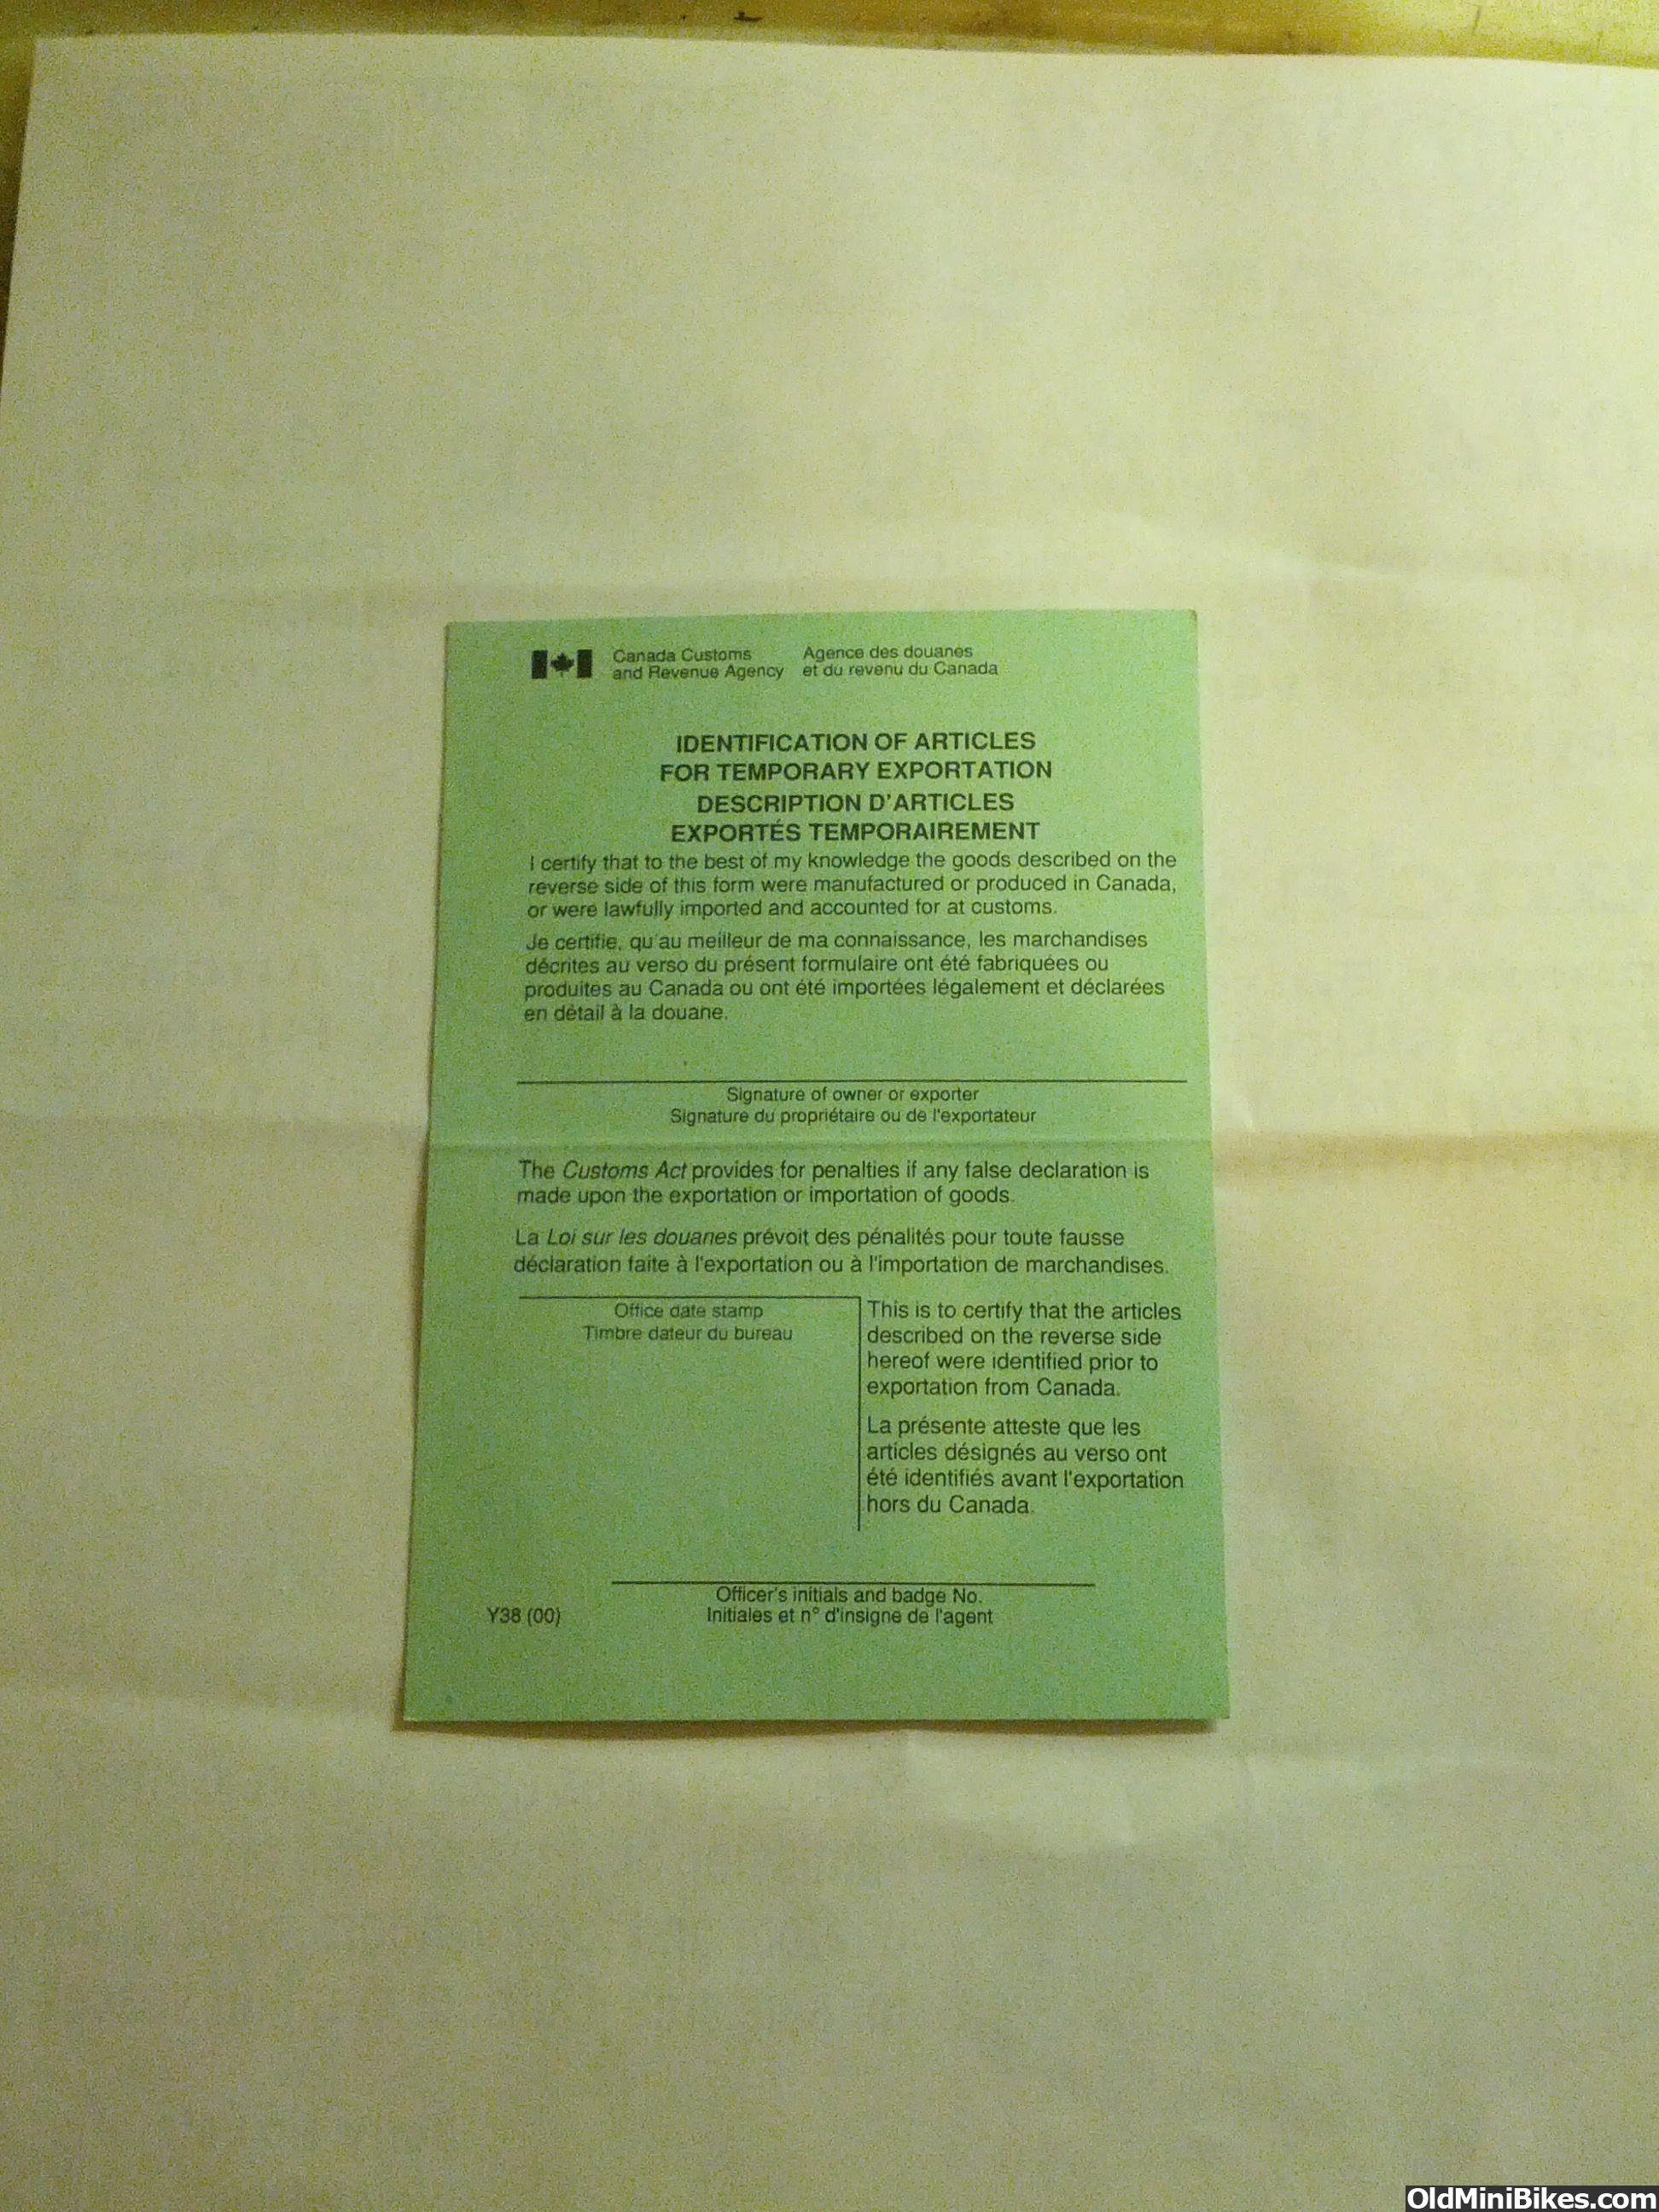 Canada Customs
and Revenue Agency
Agence des douanes
et du revenu du Canada
IDENTIFICATION OF ARTICLES
FOR TEMPORARY EXPORTATION
DESCRIPTION D'ARTICLES
EXPORTÉS TEMPORAIREMENT
I certify that to the best of my knowledge the goods described on the
reverse side of this form were manufactured or produced in Canada,
or were lawfully imported and accounted for at customs.
Je certifie, qu'au meilleur de ma connaissance, les marchandises
décrites au verso du présent formulaire ont été fabriquées ou
produites au Canada ou ont été importées légalement et déclarées
en détail à la douane.
Signature of owner or exporter
Signature du propriétaire ou de l'exportateur
The Customs Act provides for penalties if any false declaration is
made upon the exportation or importation of goods.
La Loi sur les douanes prévoit des pénalités pour toute fausse
déclaration faite à l'exportation ou à l'importation de marchandises.
Office date stamp
Timbre dateur du bureau
This is to certify that the articles
described on the reverse side
hereof were identified prior to
exportation from Canada.
La présente atteste que les
articles désignés au verso ont
été identifiés avant l'exportation
hors du Canada.
Officer's initials and badge No.
Initiales et n° d'insigne de l'agent
Y38 (00)
OldMiniBikes.com